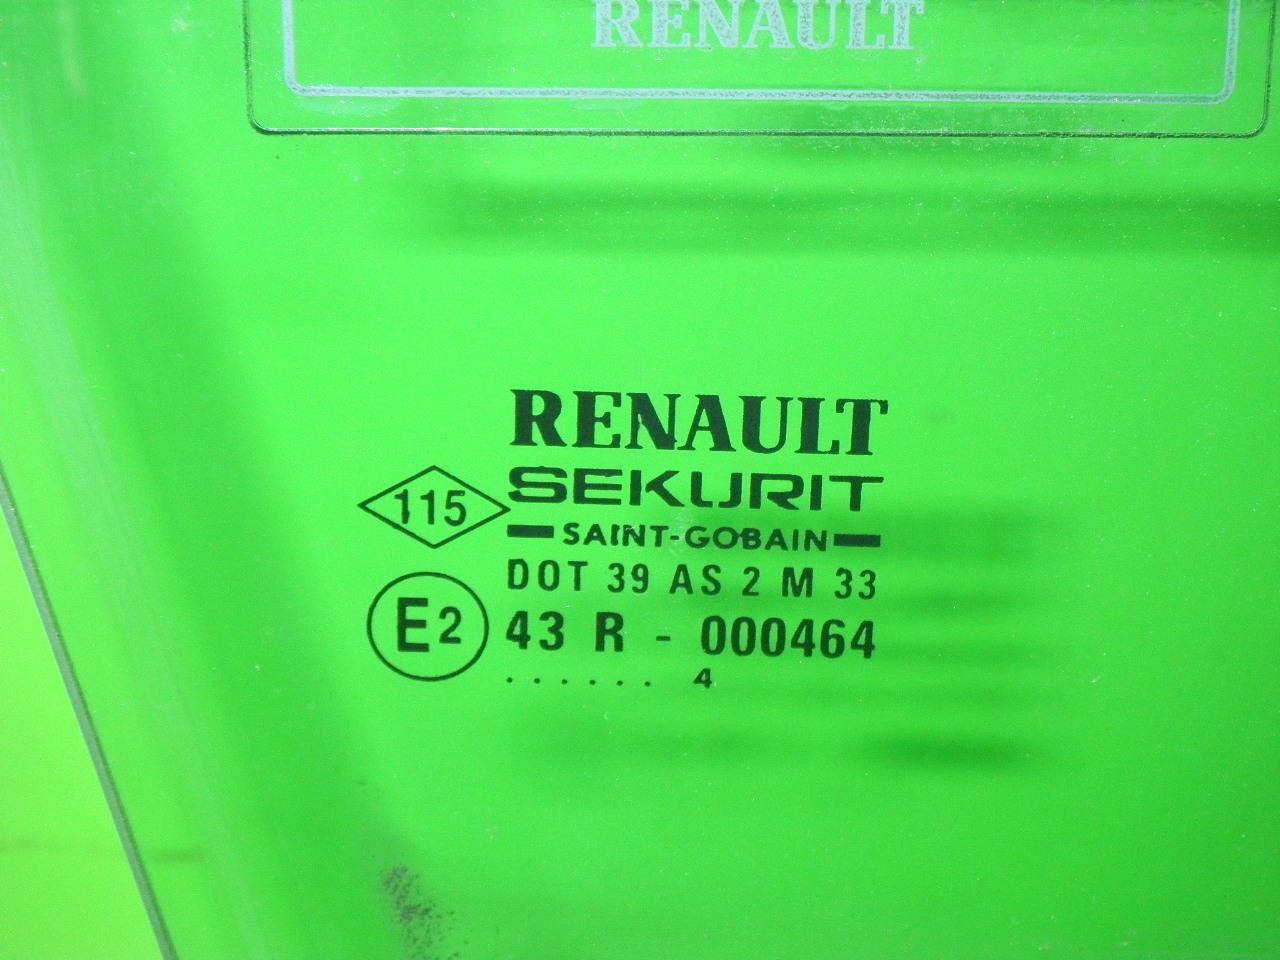 RENAULT
RENAULT
SEKURIT
115
SAINT-GOBAIN
DOT 39 AS 2 M 33
E2 43 R - 000464
. . . . . . 4